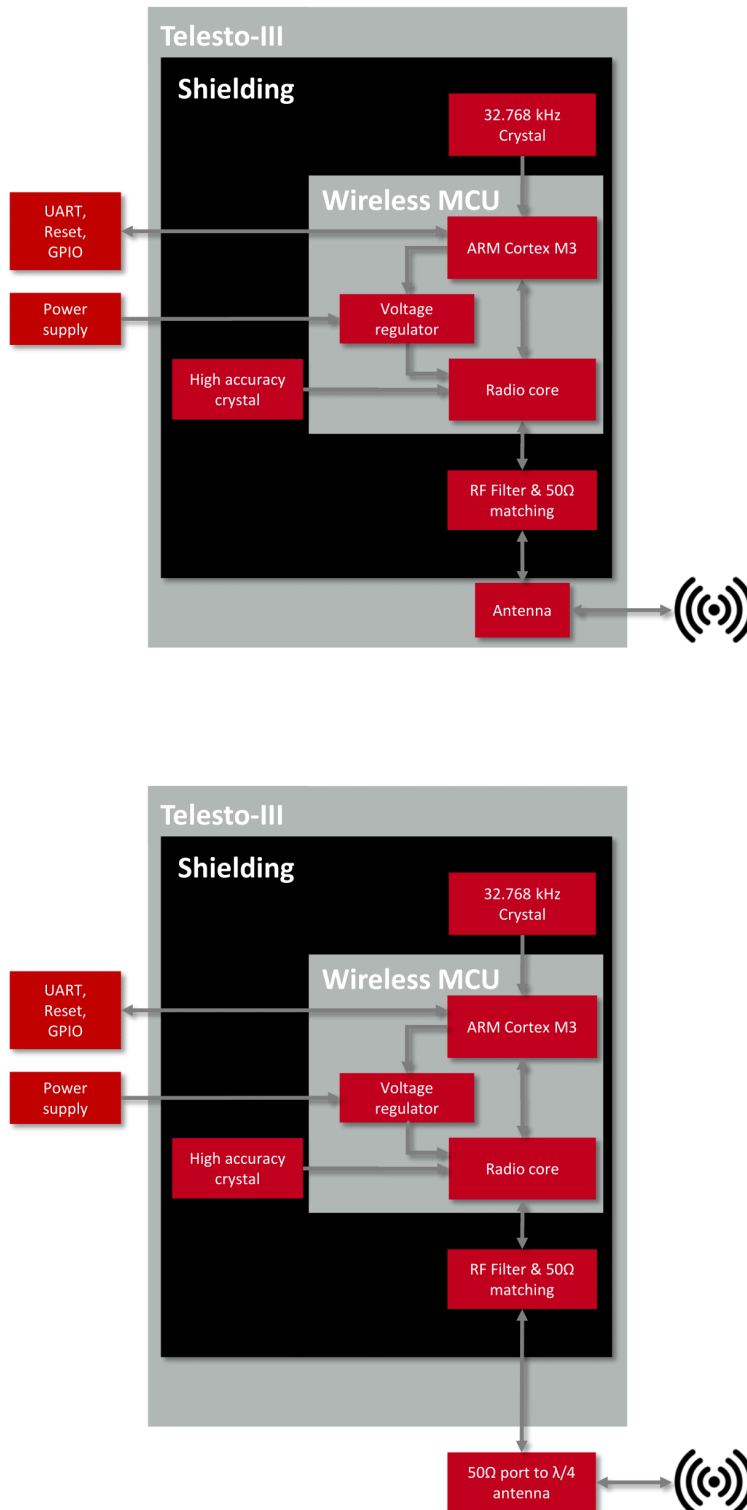 Telesto-III
Shielding
32.768 kHz
Crystal
Wireless MCU
UART,
Reset,
GPIO
ARM Cortex M3
Power
supply
Voltage
regulator
High accuracy
crystal
Radio core
RF Filter & 50Ω
matching
Antenna
Telesto-III
Shielding
32.768 kHz
Crystal
Wireless MCU
UART,
Reset,
GPIO
ARM Cortex M3
Power
supply
Voltage
regulator
High accuracy
crystal
Radio core
RF Filter & 50Ω
matching
50Ω port to λ/4
antenna